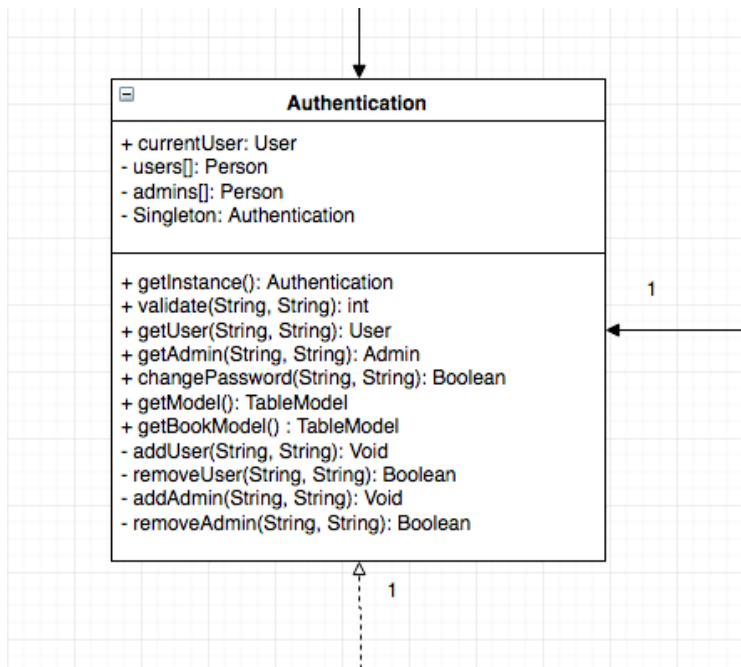 Authentication
+ currentUser: User
- users[]: Person
- admins[]: Person
- Singleton: Authentication
+ getInstance(): Authentication
+ validate(String, String): int
+ getUser(String, String): User
+ getAdmin(String, String): Admin
+ changePassword(String, String): Boolean
+ getModel(): TableModel
+ getBookModel() : TableModel
- addUser(String, String): Void
- removeUser(String, String): Boolean
- addAdmin(String, String): Void
- removeAdmin(String, String): Boolean
1
1